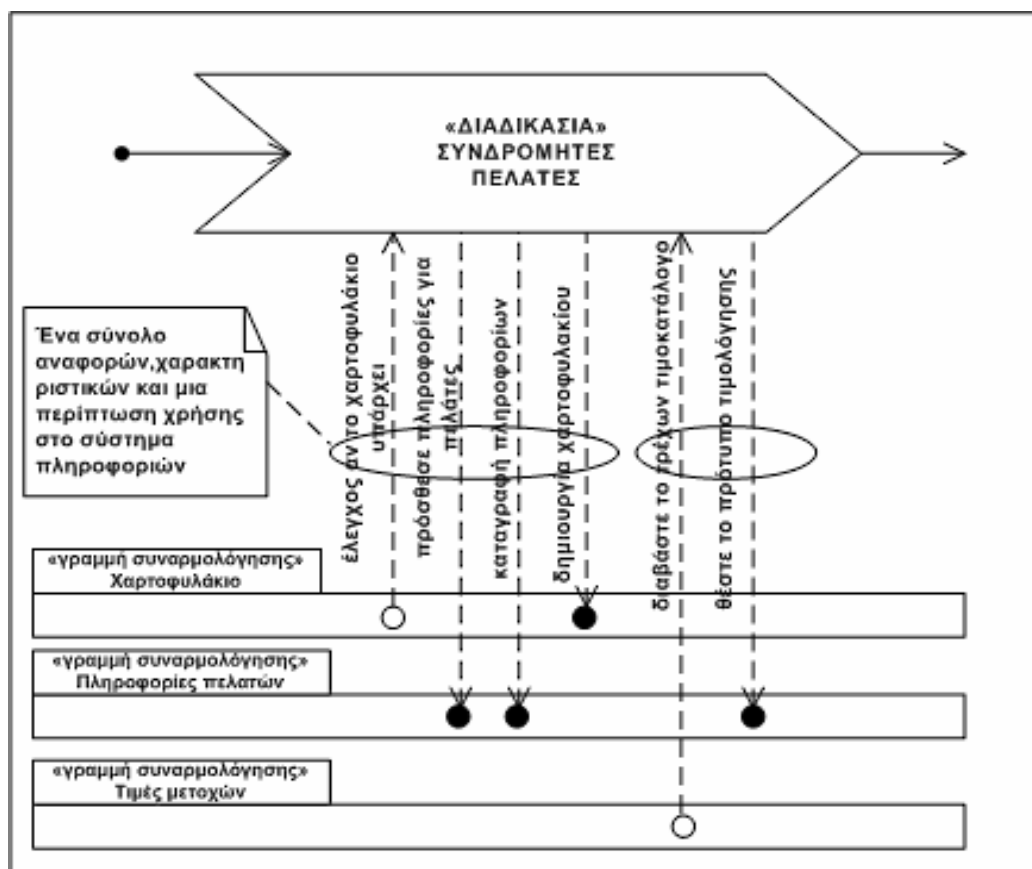 «ΔΙΑΔΙΚΑΣΙΑ»
ΣΥΝΔΡΟΜΗΤΕΣ
ΠΕΛΑΤΕΣ
έλεγχος αν το χαρτοφυλάκιο
υπάρχει
πρόσθεσε πληροφορίες για
πελάτες
καταγραφή πληροφορίων
δημιουργία χαρτοφυλακίου
διαβάστε το τρέχων τιμοκατάλογο
θέστε το πρότυπο τιμολόγησης
Ένα σύνολο
αναφορών,χαρακτη
ριστικών και μια
περίπτωση χρήσης
στο σύστημα
πληροφοριών
«γραμμή συναρμολόγησης»
Χαρτοφυλάκιο
«γραμμή συναρμολόγησης»
Πληροφορίες πελατών
«γραμμή συναρμολόγησης»
Τιμές μετοχών